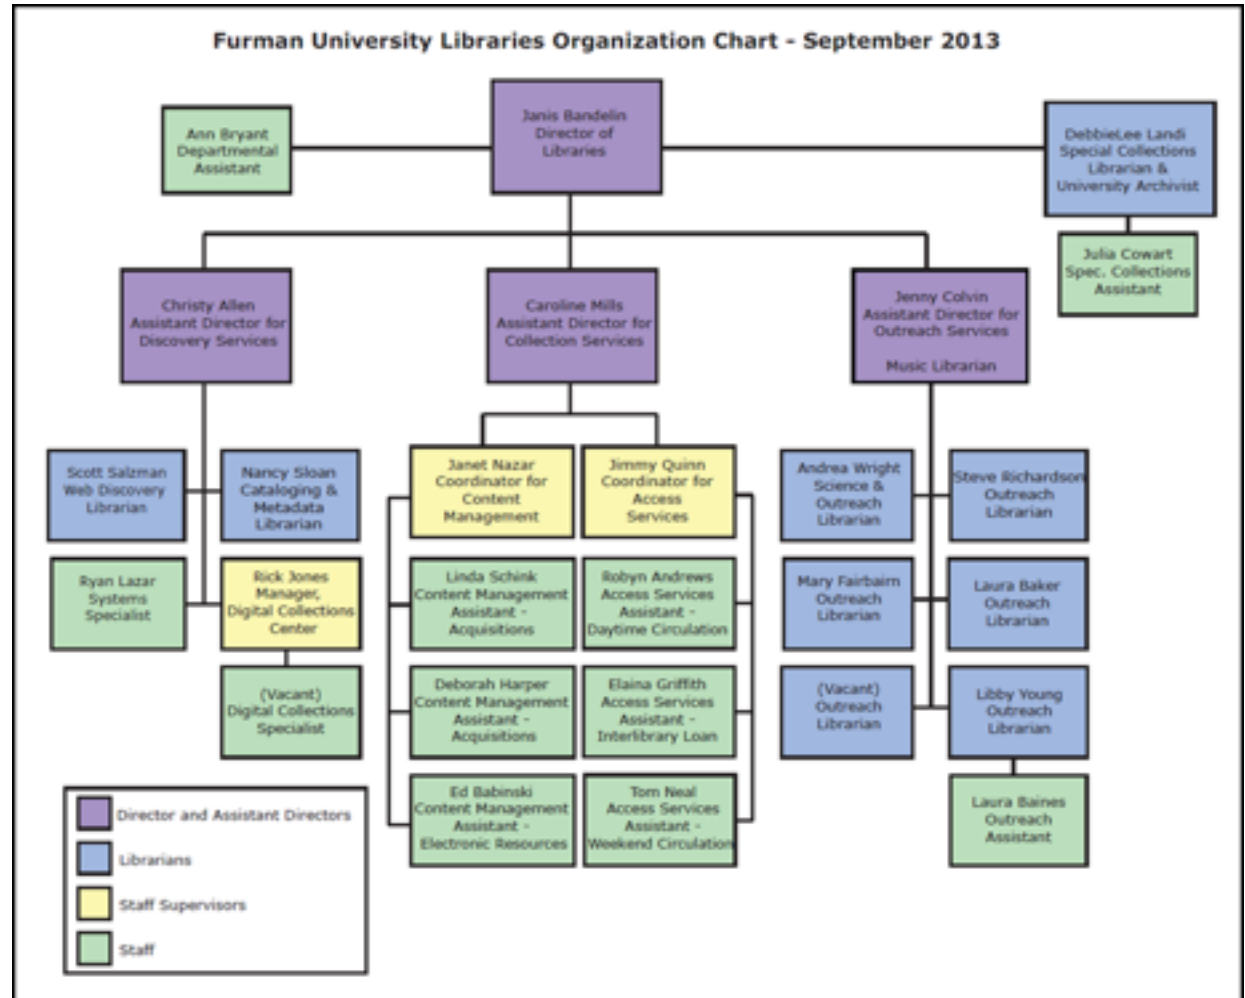 Furman University Libraries Organization Chart - September 2013
Janis Bandelin
Director of
Libraries
Ann Bryant
Departmental
Assistant
DebbieLee Landi
Special Collections
Librarian &
University Archivist
Julia Cowart
Spec. Collections
Assistant
Christy Allen
Assistant Director for
Discovery Services
Caroline Mills
Assistant Director for
Collection Services
Jenny Colvin
Assistant Director for
Outreach Services
Music Librarian
Scott Salzman
Web Discovery
Librarian
Nancy Sloan
Cataloging &
Metadata
Librarian
Ryan Lazar
Systems
Specialist
Rick Jones
Manager,
Digital Collections
Center
(Vacant)
Digital Collections
Specialist
Janet Nazar
Coordinator for
Content
Management
Jimmy Quinn
Coordinator for
Access
Services
Linda Schink
Content Management
Assistant -
Acquisitions
Robyn Andrews
Access Services
Assistant -
Daytime Circulation
Deborah Harper
Content Management
Assistant -
Acquisitions
Elaina Griffith
Access Services
Assistant -
Interlibrary Loan
Ed Babinski
Content Management
Assistant -
Electronic Resources
Tom Neal
Access Services
Assistant -
Weekend Circulation
Andrea Wright
Science &
Outreach
Librarian
Steve Richardson
Outreach
Librarian
Mary Fairbairn
Outreach
Librarian
Laura Baker
Outreach
Librarian
(Vacant)
Outreach
Librarian
Libby Young
Outreach
Librarian
Laura Baines
Outreach
Assistant
Director and Assistant Directors
Librarians
Staff Supervisors
Staff